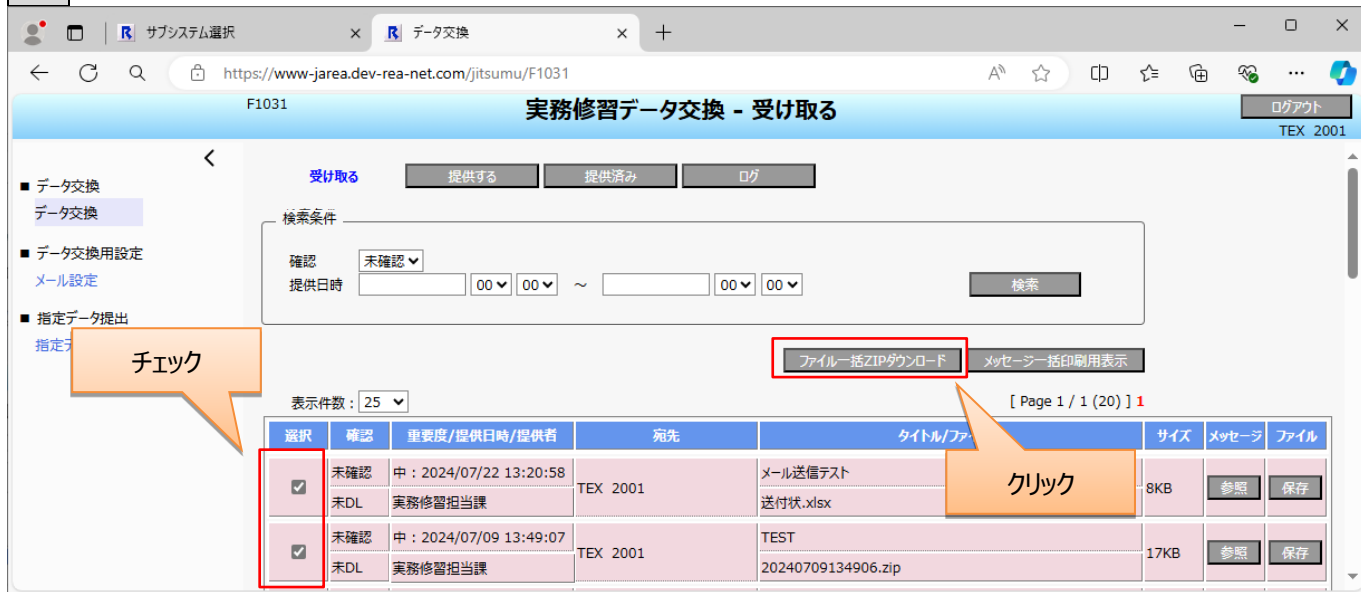 サブシステム選択
データ交換
https://www-jarea.dev-rea-net.com/jitsumu/F1031
F1031
実務修習データ交換 - 受け取る
ログアウト
TEX 2001
■ データ交換
データ交換
■ データ交換用設定
メール設定
■ 指定データ提出
指定
チェック
受け取る
提供する
提供済み
ログ
検索条件
確認 未確認
提供日時 00 00 ～ 00 00
検索
ファイル一括ZIPダウンロード
メッセージ一括印刷用表示
クリック
表示件数：25
[ Page 1 / 1 (20) ] 1
選択 確認 重要度/提供日時/提供者 宛先 タイトル/ファ サイズ メッセージ ファイル
未確認 中：2024/07/22 13:20:58 TEX 2001 メール送信テスト 8KB 参照 保存
未DL 実務修習担当課 送付状.xlsx
未確認 中：2024/07/09 13:49:07 TEX 2001 TEST 17KB 参照 保存
未DL 実務修習担当課 20240709134906.zip